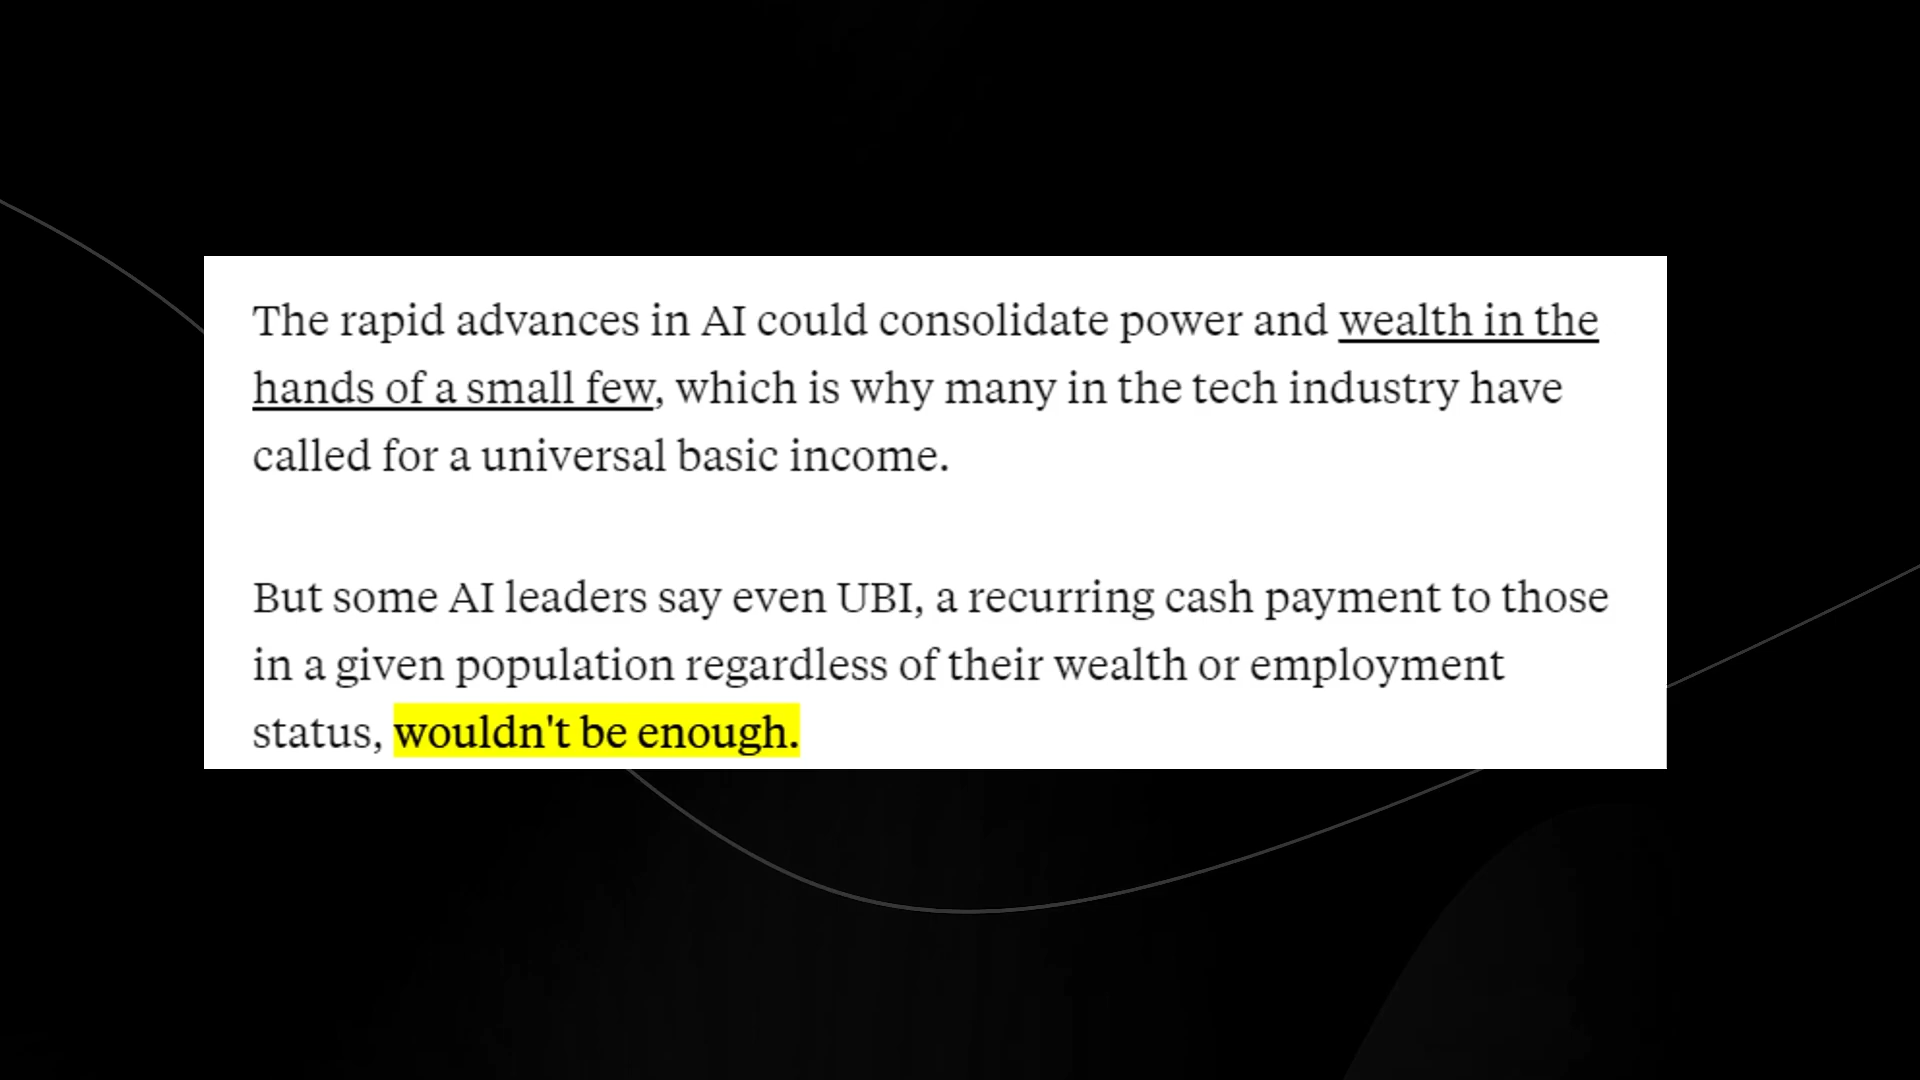 The rapid advances in AI could consolidate power and wealth in the
hands of a small few, which is why many in the tech industry have
called for a universal basic income.
But some AI leaders say even UBI, a recurring cash payment to those
in a given population regardless of their wealth or employment
status, wouldn't be enough.